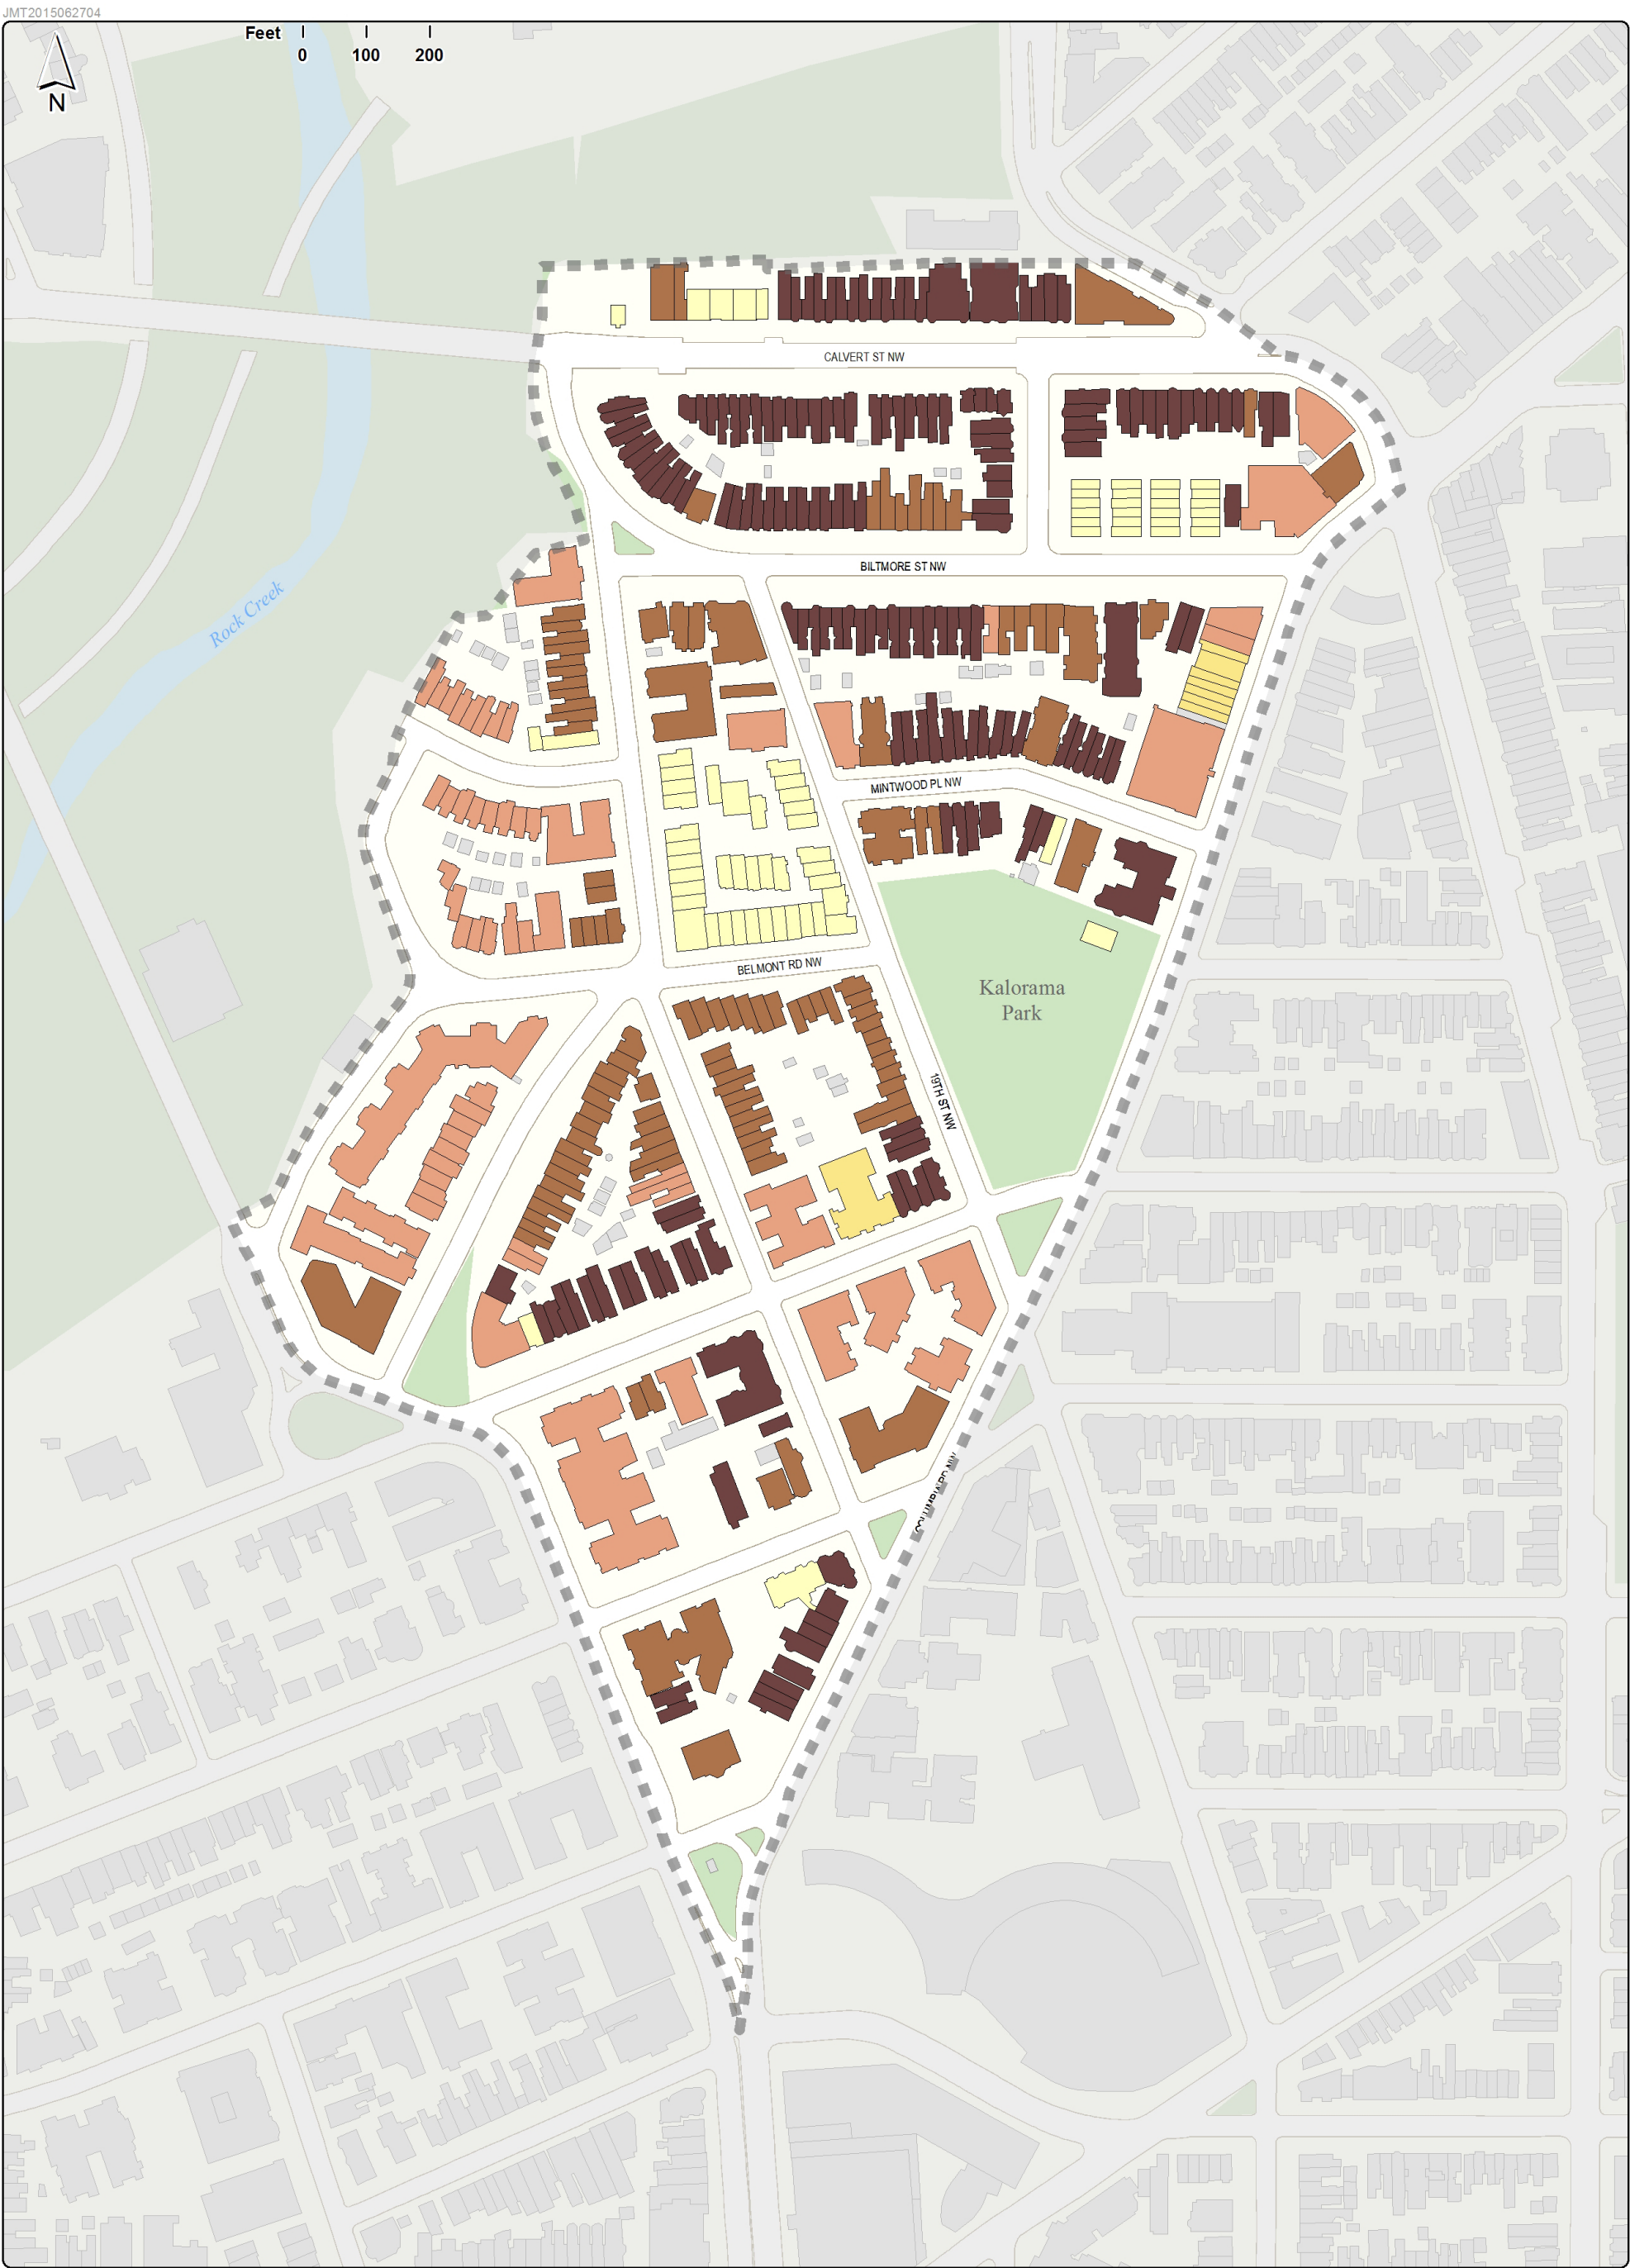 JMT2015062704
Feet
0 100 200
N
CALVERT ST NW
BILTMORE ST NW
Rock Creek
MINTWOOD PL NW
BELMONT RD NW
Kalorama
Park
19TH ST NW